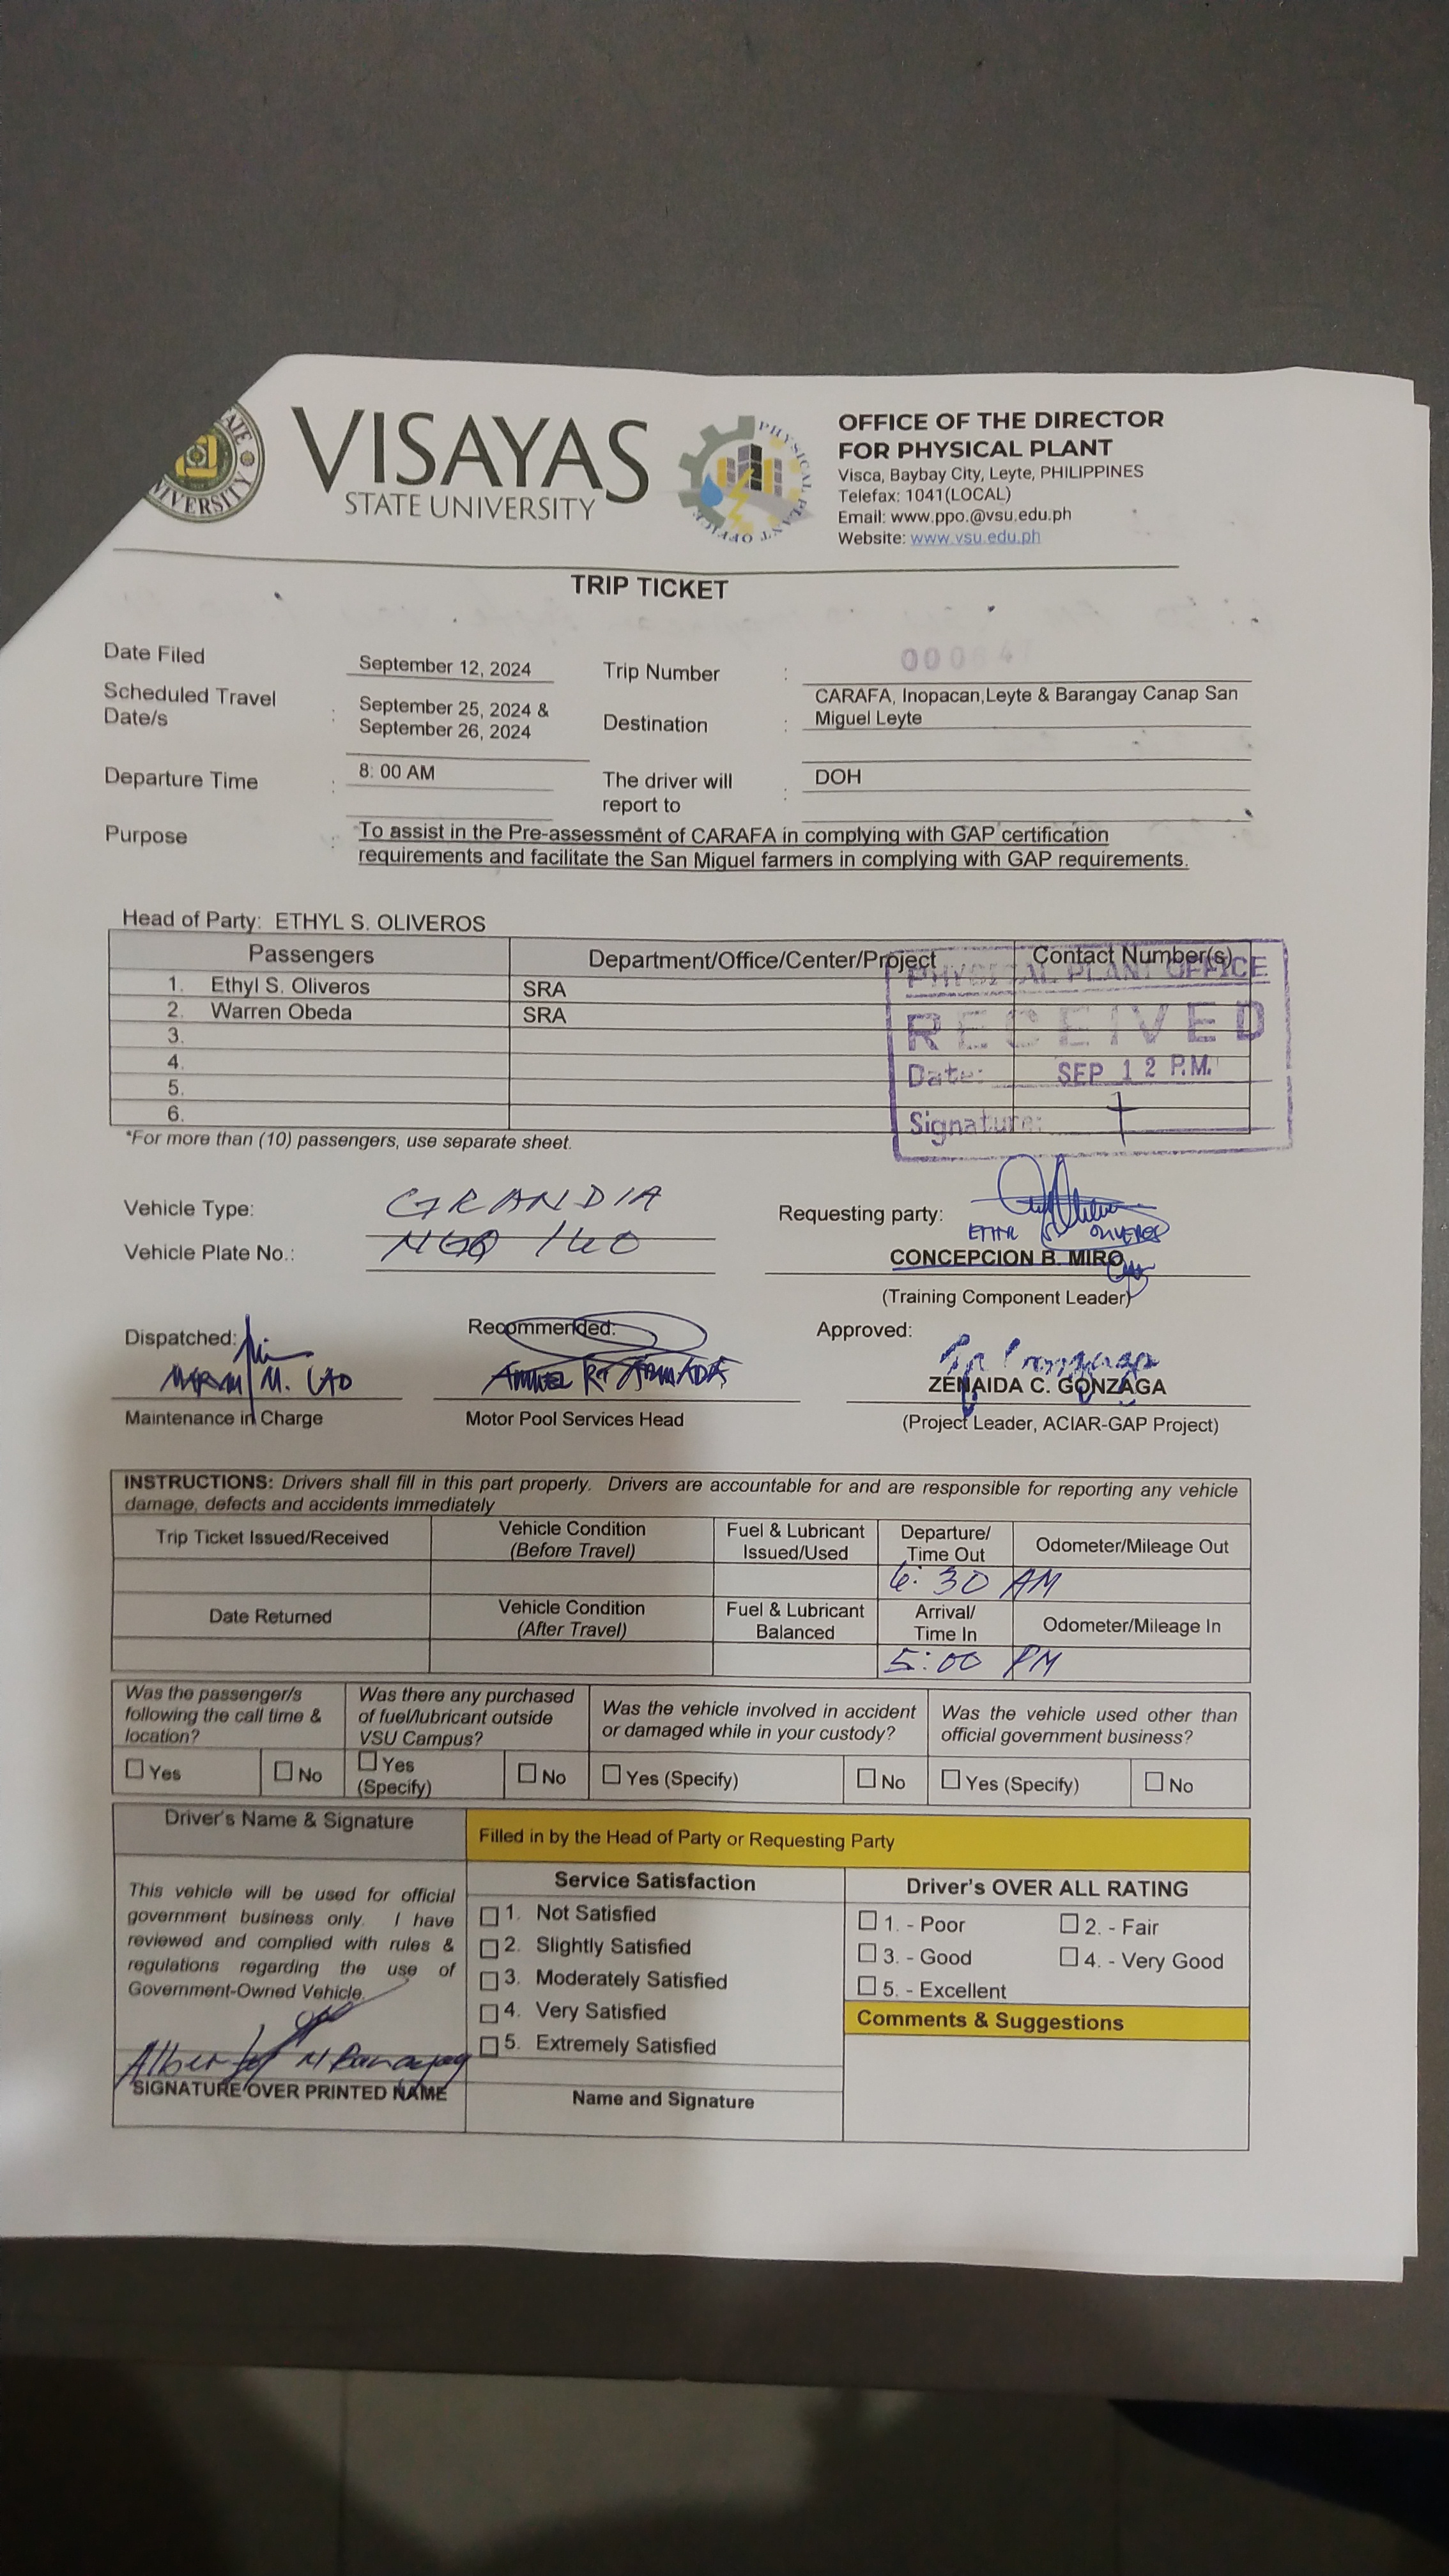 VISAYAS
STATE UNIVERSITY
OFFICE OF THE DIRECTOR
FOR PHYSICAL PLANT
Visca, Baybay City, Leyte, PHILIPPINES
Telefax: 1041(LOCAL)
Email: www.ppo.@vsu.edu.ph
Website: www.vsu.edu.ph
TRIP TICKET
Date Filed September 12, 2024 Trip Number :
Scheduled Travel Date/s : September 25, 2024 & September 26, 2024 Destination : CARAFA, Inopacan,Leyte & Barangay Canap San Miguel Leyte
Departure Time : 8: 00 AM The driver will report to : DOH
Purpose : To assist in the Pre-assessment of CARAFA in complying with GAP certification
requirements and facilitate the San Miguel farmers in complying with GAP requirements.
Head of Party: ETHYL S. OLIVEROS
Passengers Department/Office/Center/Project Contact Number(s)
1. Ethyl S. Oliveros SRA
2. Warren Obeda SRA
3.
4.
5.
6.
PHYSICAL PLANT OFFICE
RECEIVED
Date: SEP 12 P.M.
Signature:
*For more than (10) passengers, use separate sheet.
Vehicle Type: GRANDIA
Requesting party:
OLIVEROS
Vehicle Plate No.: 140
CONCEPCION B. MIRO
(Training Component Leader)
Dispatched: Recommended: Approved:
ZENAIDA C. GONZAGA
Maintenance in Charge Motor Pool Services Head (Project Leader, ACIAR-GAP Project)
INSTRUCTIONS: Drivers shall fill in this part properly. Drivers are accountable for and are responsible for reporting any vehicle
damage, defects and accidents immediately
Trip Ticket Issued/Received Vehicle Condition (Before Travel) Fuel & Lubricant Issued/Used Departure/ Time Out Odometer/Mileage Out
6:30 AM
Date Returned Vehicle Condition (After Travel) Fuel & Lubricant Balanced Arrival/ Time In Odometer/Mileage In
5:00 PM
Was the passenger/s following the call time & location? Was there any purchased of fuel/lubricant outside VSU Campus? Was the vehicle involved in accident or damaged while in your custody? Was the vehicle used other than official government business?
Yes No Yes (Specify) No Yes (Specify) No Yes (Specify) No
Driver's Name & Signature
Filled in by the Head of Party or Requesting Party
This vehicle will be used for official
government business only. I have
reviewed and complied with rules &
regulations regarding the use of
Government-Owned Vehicle.
SIGNATURE OVER PRINTED NAME
Service Satisfaction
1. Not Satisfied
2. Slightly Satisfied
3. Moderately Satisfied
4. Very Satisfied
5. Extremely Satisfied
Name and Signature
Driver's OVER ALL RATING
1. - Poor 2. - Fair
3. - Good 4. - Very Good
5. - Excellent
Comments & Suggestions